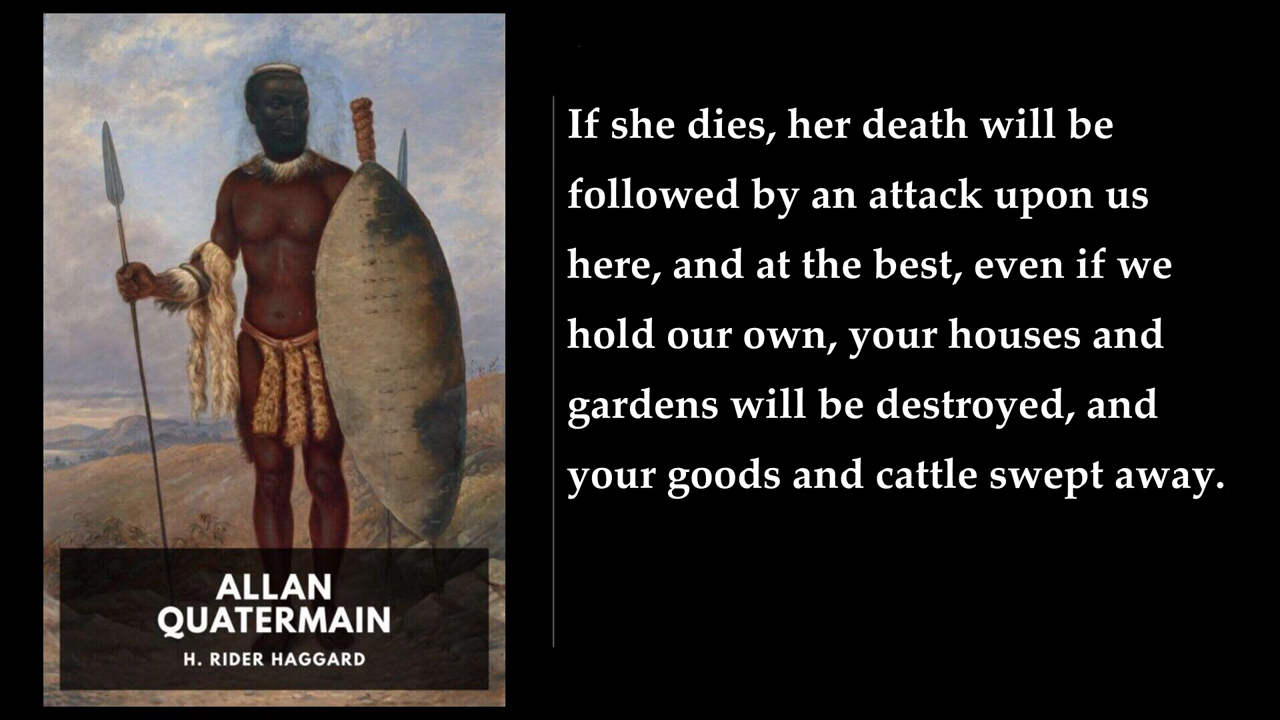 ALLAN
QUATERMAIN
H. RIDER HAGGARD
If she dies, her death will be
followed by an attack upon us
here, and at the best, even if we
hold our own, your houses and
gardens will be destroyed, and
your goods and cattle swept away.